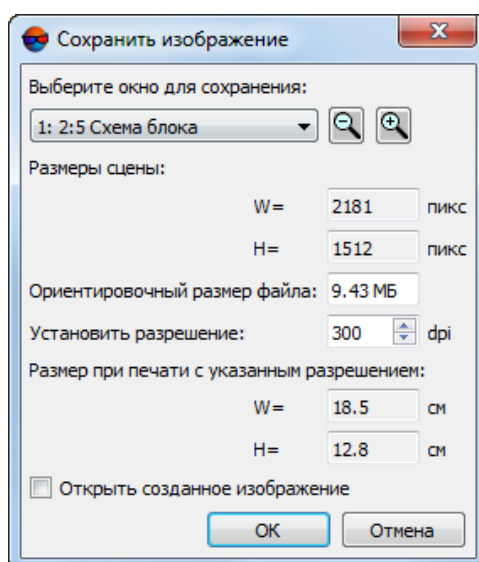 Сохранить изображение
Выберите окно для сохранения:
1: 2:5 Схема блока
Размеры сцены:
W= 2181 пикс
H= 1512 пикс
Ориентировочный размер файла: 9.43 МБ
Установить разрешение: 300 dpi
Размер при печати с указанным разрешением:
W= 18.5 см
H= 12.8 см
Открыть созданное изображение
ОК Отмена